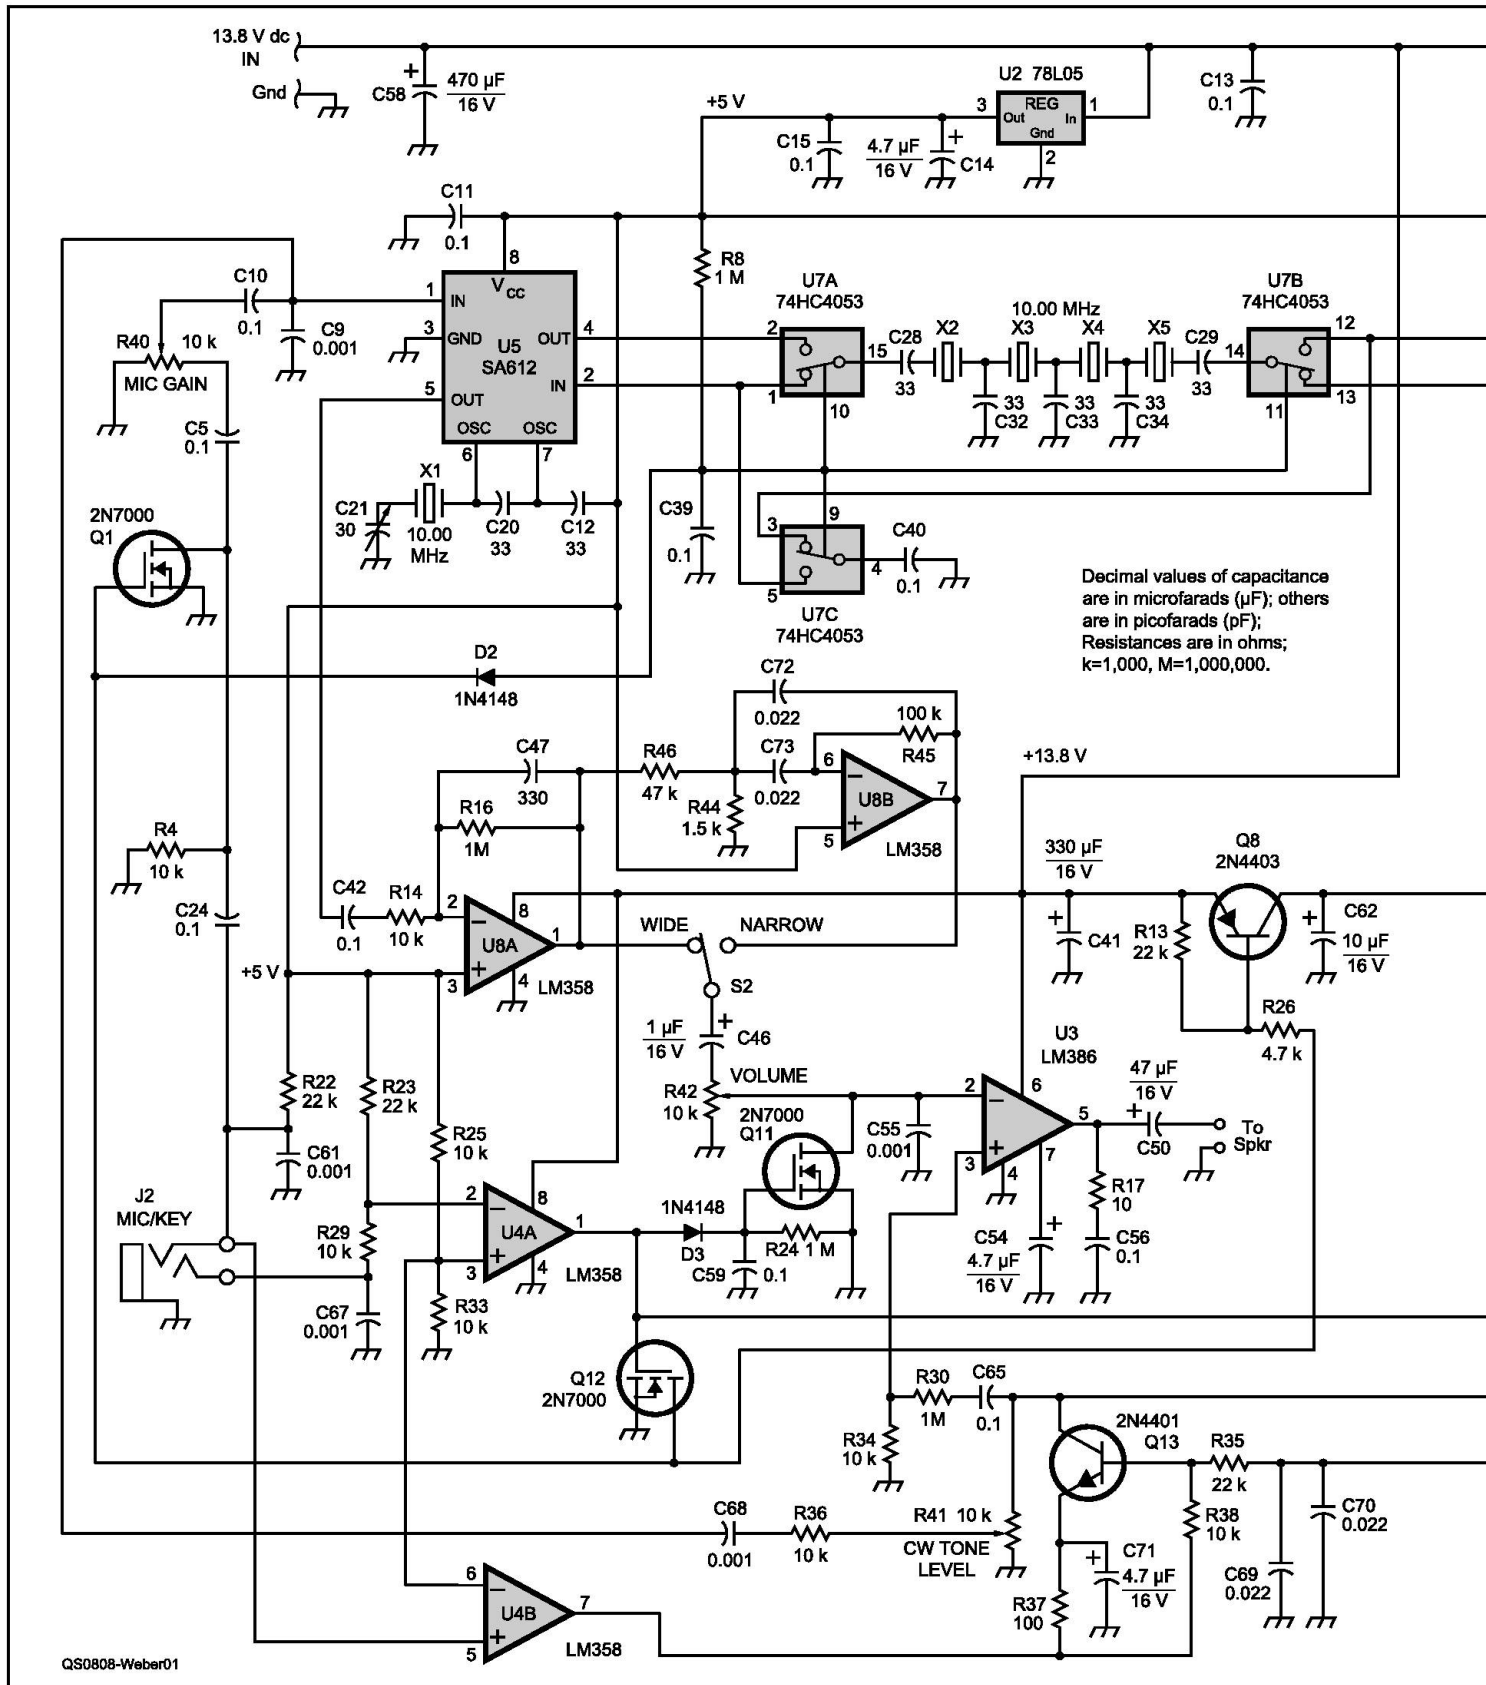 13.8 V dc
IN
Gnd
C58
+
470 µF
16 V
U2 78L05
3
REG
Out
In
Gnd
1
2
C13
0.1
+5 V
C15
0.1
4.7 µF
16 V
+
C14
C11
0.1
8
V
CC
1
IN
3
GND
U5
SA612
OUT
4
IN
2
5
OUT
OSC
OSC
6
7
C10
0.1
C9
0.001
R40
10 k
MIC GAIN
C5
0.1
R8
1 M
U7A
74HC4053
2
1
15
10
C28
33
X2
10.00 MHz
X3
X4
X5
C29
33
33
C32
33
C33
33
C34
U7B
74HC4053
12
14
11
13
C21
30
X1
10.00
MHz
C20
33
C12
33
C39
0.1
9
3
4
5
U7C
74HC4053
C40
0.1
2N7000
Q1
Decimal values of capacitance
are in microfarads (µF); others
are in picofarads (pF);
Resistances are in ohms;
k=1,000, M=1,000,000.
D2
1N4148
C72
0.022
100 k
R45
C47
330
R46
47 k
C73
0.022
R44
1.5 k
6
−
U8B
+
5
7
LM358
+13.8 V
R16
1M
R4
10 k
C24
0.1
C42
0.1
R14
10 k
2
−
8
U8A
+
3
4
1
LM358
WIDE
NARROW
S2
330 µF
16 V
+
C41
Q8
2N4403
R13
22 k
+
C62
10 µF
16 V
R26
4.7 k
+5 V
1 µF
16 V
+
C46
VOLUME
R42
10 k
2N7000
Q11
C55
0.001
U3
LM386
2
−
6
+
3
4
7
5
47 µF
16 V
+
C50
To
Spkr
R17
10
C56
0.1
C54
4.7 µF
16 V
+
R22
22 k
R23
22 k
R25
10 k
C61
0.001
J2
MIC/KEY
R29
10 k
C67
0.001
R33
10 k
2
−
8
U4A
+
3
4
1
LM358
1N4148
D3
C59
0.1
R24 1 M
Q12
2N7000
R30
1M
C65
0.1
R34
10 k
2N4401
Q13
R35
22 k
R38
10 k
C70
0.022
C69
0.022
C68
0.001
R36
10 k
R41 10 k
CW TONE
LEVEL
+
C71
4.7 µF
16 V
R37
100
6
−
U4B
+
5
7
LM358
QS0808-Weber01